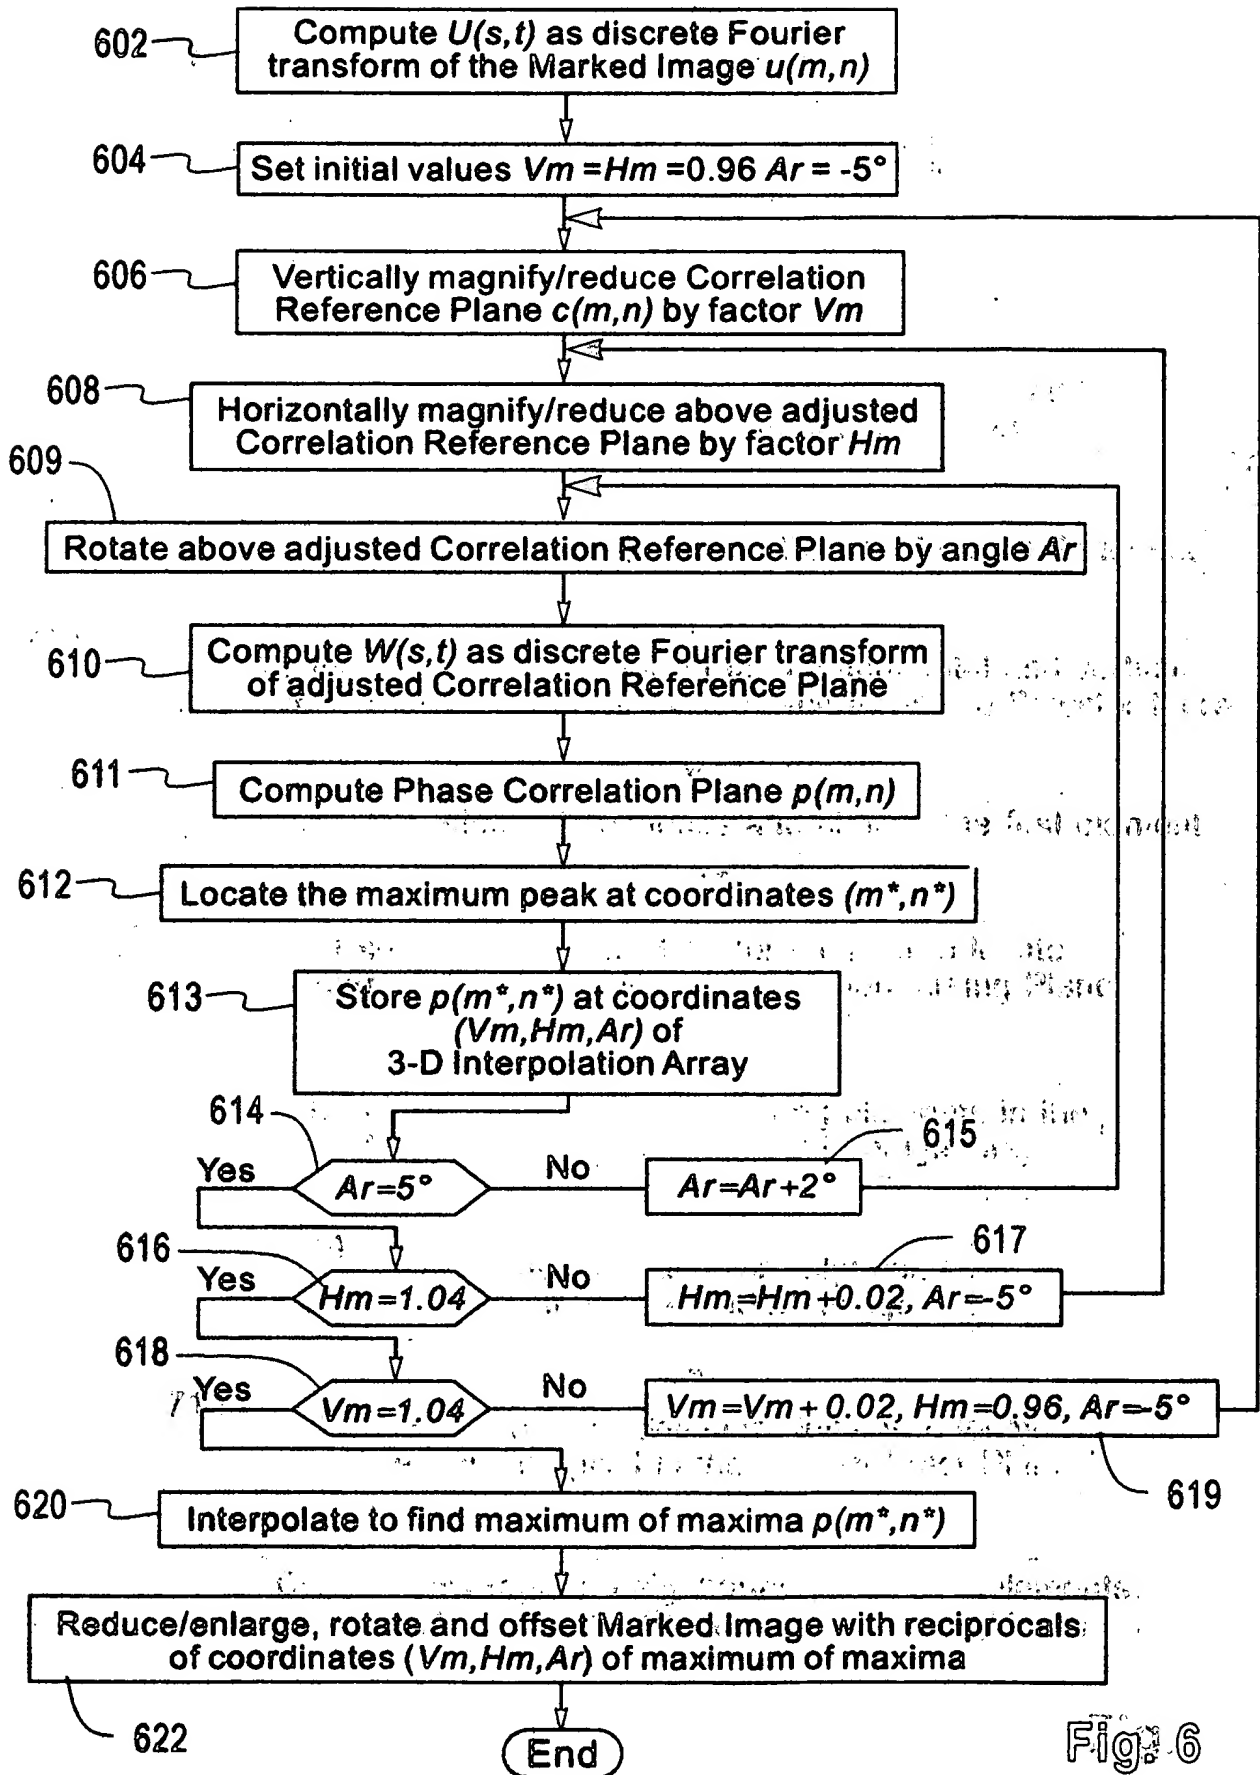 602
Compute U(s,t) as discrete Fourier
transform of the Marked Image u(m,n)
604
Set initial values Vm =Hm =0.96 Ar = -5°
606
Vertically magnify/reduce Correlation
Reference Plane c(m,n) by factor Vm
608
Horizontally magnify/reduce above adjusted
Correlation Reference Plane by factor Hm
609
Rotate above adjusted Correlation Reference Plane by angle Ar
610
Compute W(s,t) as discrete Fourier transform
of adjusted Correlation Reference Plane
611
Compute Phase Correlation Plane p(m,n)
612
Locate the maximum peak at coordinates (m*,n*)
613
Store p(m*,n*) at coordinates
(Vm,Hm,Ar) of
3-D Interpolation Array
614
Yes
Ar=5°
No
615
Ar=Ar+2°
616
Yes
Hm=1.04
No
617
Hm=Hm+0.02, Ar=-5°
618
Yes
Vm=1.04
No
Vm=Vm + 0.02, Hm=0.96, Ar=-5°
619
620
Interpolate to find maximum of maxima p(m*,n*)
Reduce/enlarge, rotate and offset Marked Image with reciprocals
of coordinates (Vm,Hm,Ar) of maximum of maxima
622
End
Fig. 6